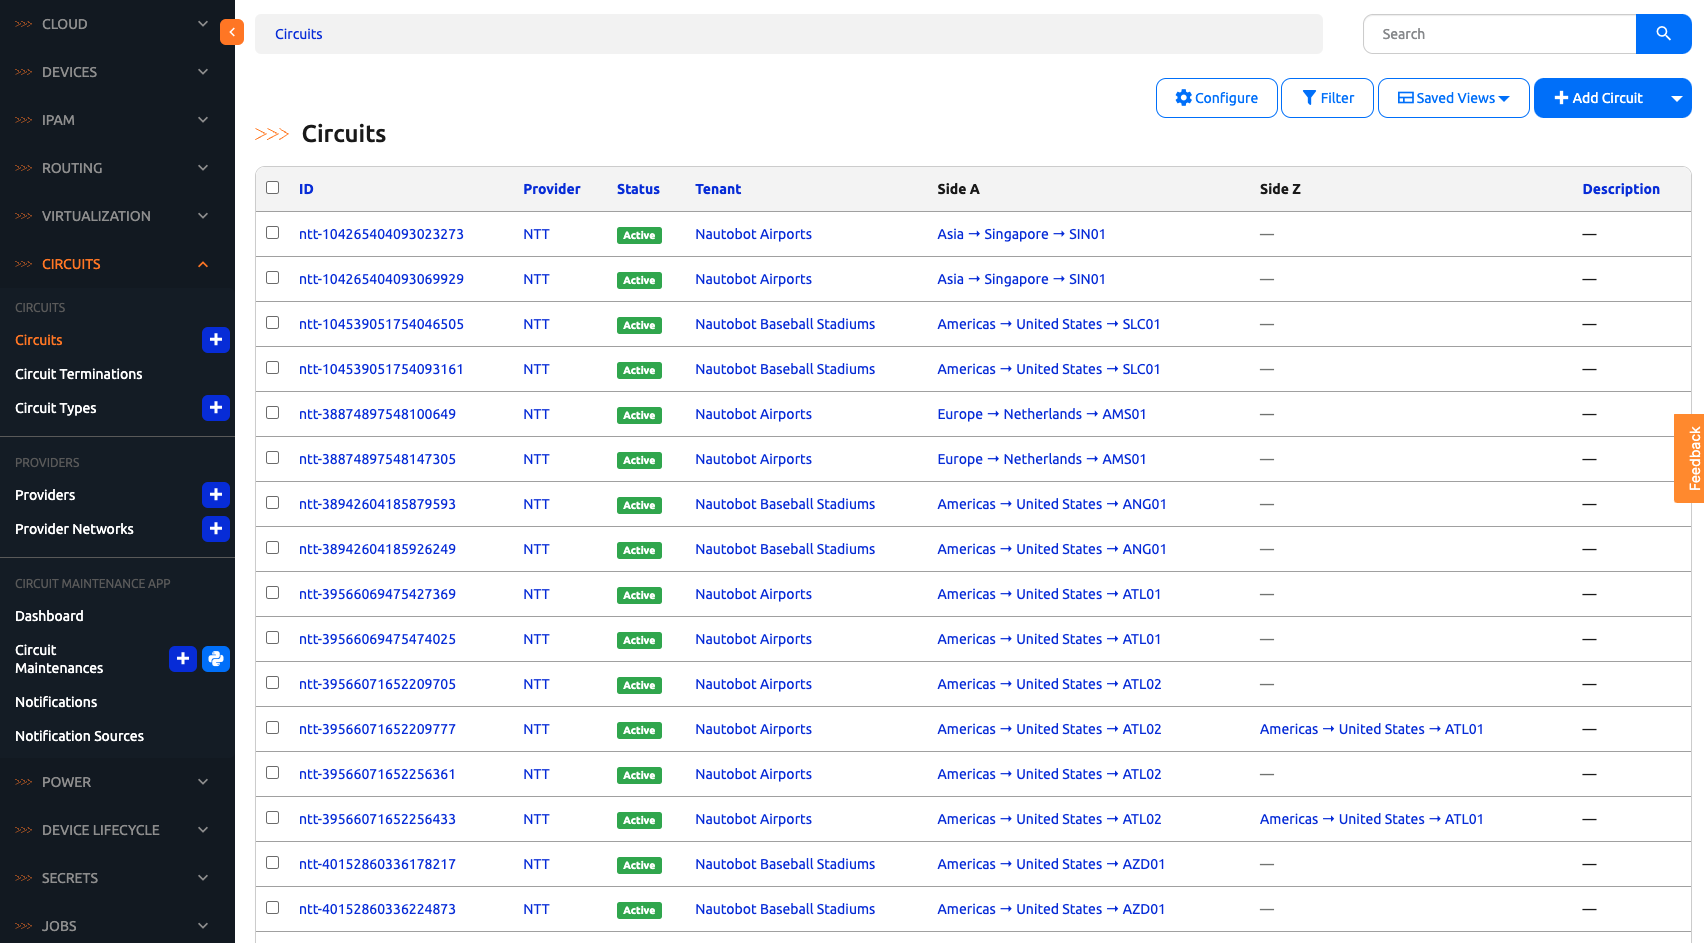 CLOUD
DEVICES
IPAM
ROUTING
VIRTUALIZATION
CIRCUITS
CIRCUITS
Circuits
Circuit Terminations
Circuit Types
PROVIDERS
Providers
Provider Networks
CIRCUIT MAINTENANCE APP
Dashboard
Circuit
Maintenances
Notifications
Notification Sources
POWER
DEVICE LIFECYCLE
SECRETS
JOBS
Circuits
Search
Configure Filter Saved Views Add Circuit
>>> Circuits
ID Provider Status Tenant Side A Side Z Description
ntt-104265404093023273 NTT Active Nautobot Airports Asia → Singapore → SIN01 — —
ntt-104265404093069929 NTT Active Nautobot Airports Asia → Singapore → SIN01 — —
ntt-104539051754046505 NTT Active Nautobot Baseball Stadiums Americas → United States → SLC01 — —
ntt-104539051754093161 NTT Active Nautobot Baseball Stadiums Americas → United States → SLC01 — —
ntt-38874897548100649 NTT Active Nautobot Airports Europe → Netherlands → AMS01 — —
ntt-38874897548147305 NTT Active Nautobot Airports Europe → Netherlands → AMS01 — —
ntt-38942604185879593 NTT Active Nautobot Baseball Stadiums Americas → United States → ANG01 — —
ntt-38942604185926249 NTT Active Nautobot Baseball Stadiums Americas → United States → ANG01 — —
ntt-39566069475427369 NTT Active Nautobot Airports Americas → United States → ATL01 — —
ntt-39566069475474025 NTT Active Nautobot Airports Americas → United States → ATL01 — —
ntt-39566071652209705 NTT Active Nautobot Airports Americas → United States → ATL02 — —
ntt-39566071652209777 NTT Active Nautobot Airports Americas → United States → ATL02 Americas → United States → ATL01 —
ntt-39566071652256361 NTT Active Nautobot Airports Americas → United States → ATL02 — —
ntt-39566071652256433 NTT Active Nautobot Airports Americas → United States → ATL02 Americas → United States → ATL01 —
ntt-40152860336178217 NTT Active Nautobot Baseball Stadiums Americas → United States → AZD01 — —
ntt-40152860336224873 NTT Active Nautobot Baseball Stadiums Americas → United States → AZD01 — —
Feedback